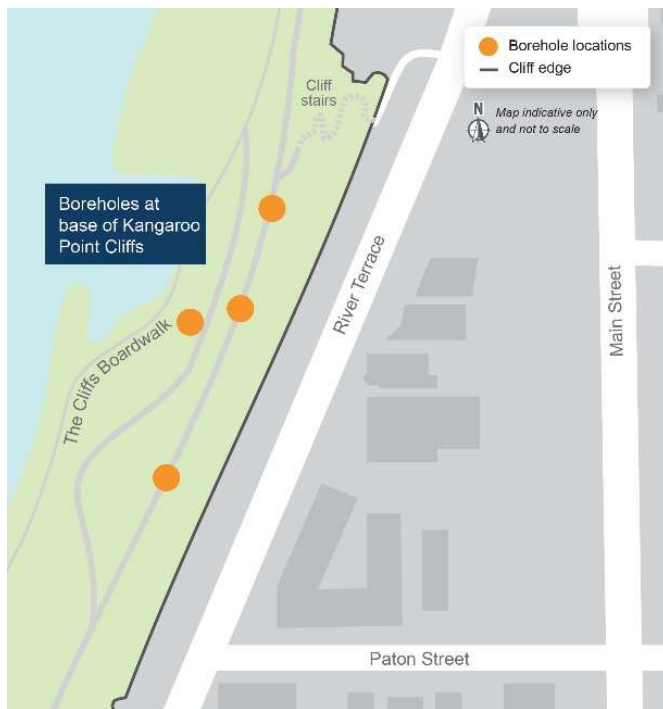 Borehole locations
Cliff edge
N
Map indicative only
and not to scale
Cliff
stairs
Boreholes at
base of Kangaroo
Point Cliffs
The Cliffs Boardwalk
River Terrace
Main Street
Paton Street